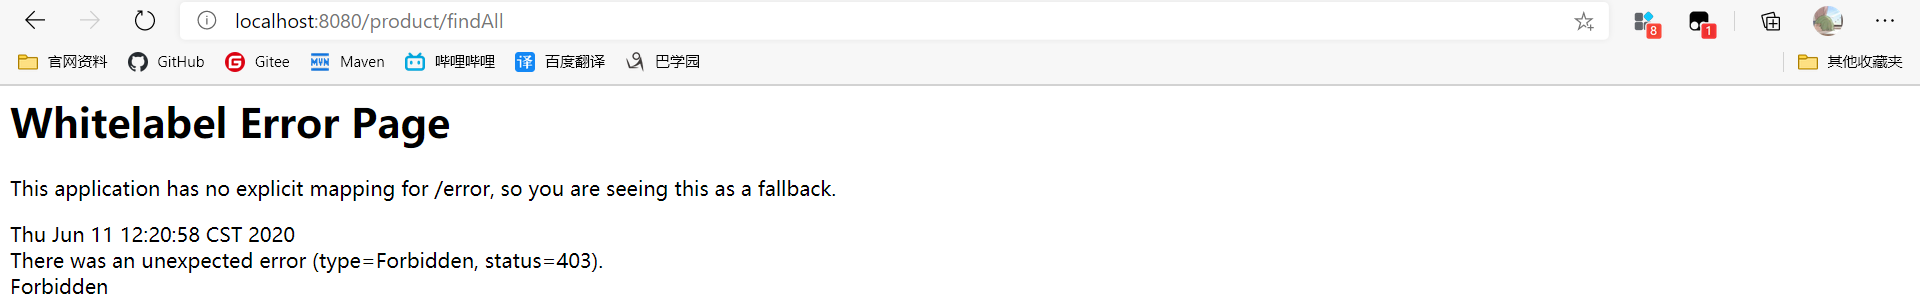 localhost:8080/product/findAll
8
1
官网资料 GitHub Gitee MVN Maven 哔哩哔哩 译 百度翻译 巴学园 其他收藏夹
Whitelabel Error Page
This application has no explicit mapping for /error, so you are seeing this as a fallback.
Thu Jun 11 12:20:58 CST 2020
There was an unexpected error (type=Forbidden, status=403).
Forbidden